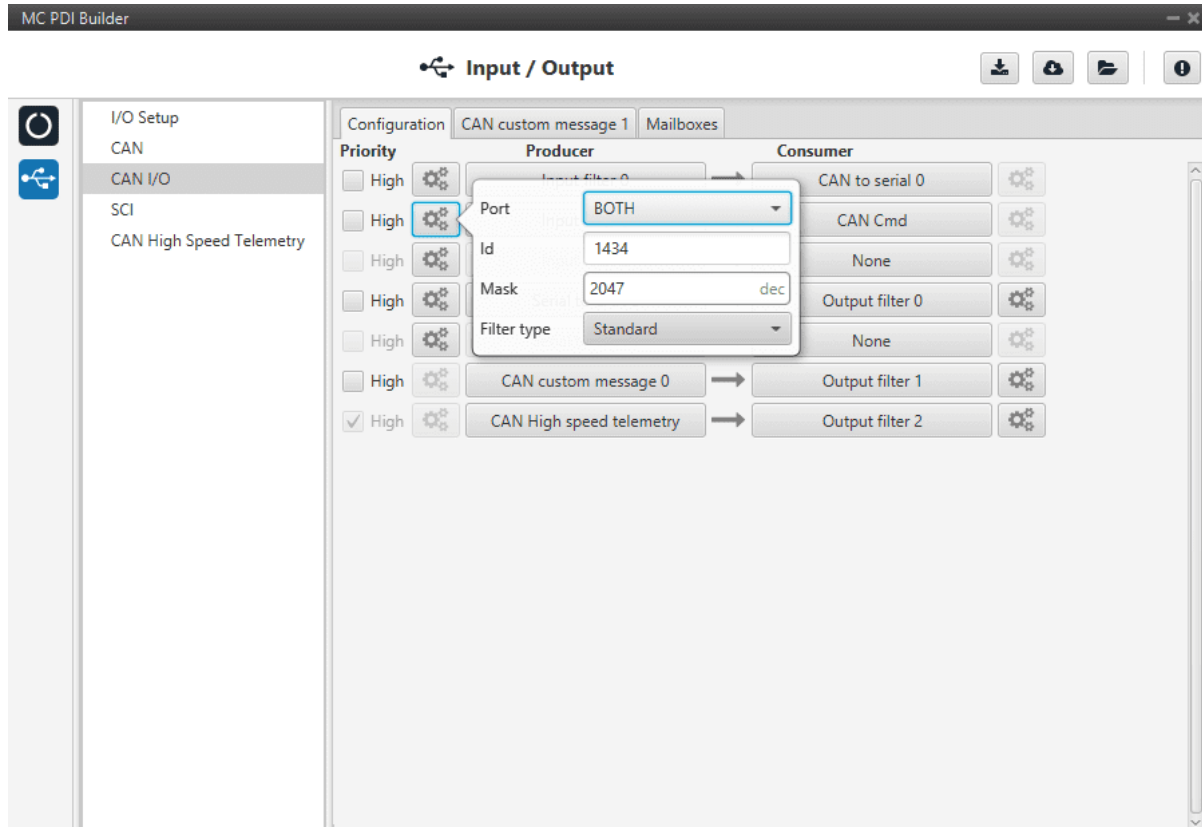 MC PDI Builder
Input / Output
I/O Setup
CAN
CAN I/O
SCI
CAN High Speed Telemetry
Configuration CAN custom message 1 Mailboxes
Priority Producer Consumer
High CAN to serial 0
High CAN Cmd
High None
High Output filter 0
High None
High CAN custom message 0 Output filter 1
High CAN High speed telemetry Output filter 2
Port BOTH
Id 1434
Mask 2047 dec
Filter type Standard